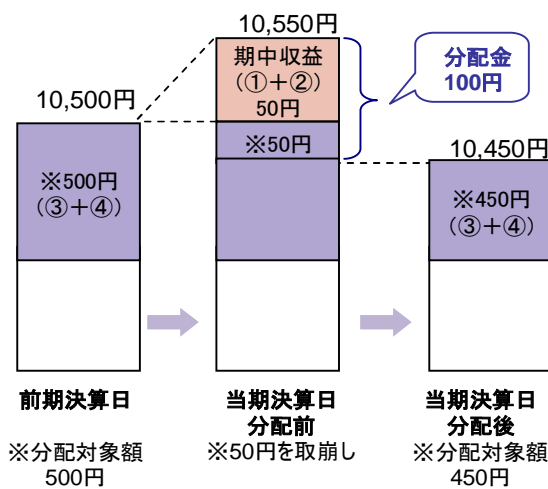 10,550円
期中収益
(①+②)
50円
※50円
分配金
100円
10,500円
※500円
(③+④)
10,450円
※450円
(③+④)
前期決算日
※分配対象額
500円
当期決算日
分配前
※50円を取崩し
当期決算日
分配後
※分配対象額
450円